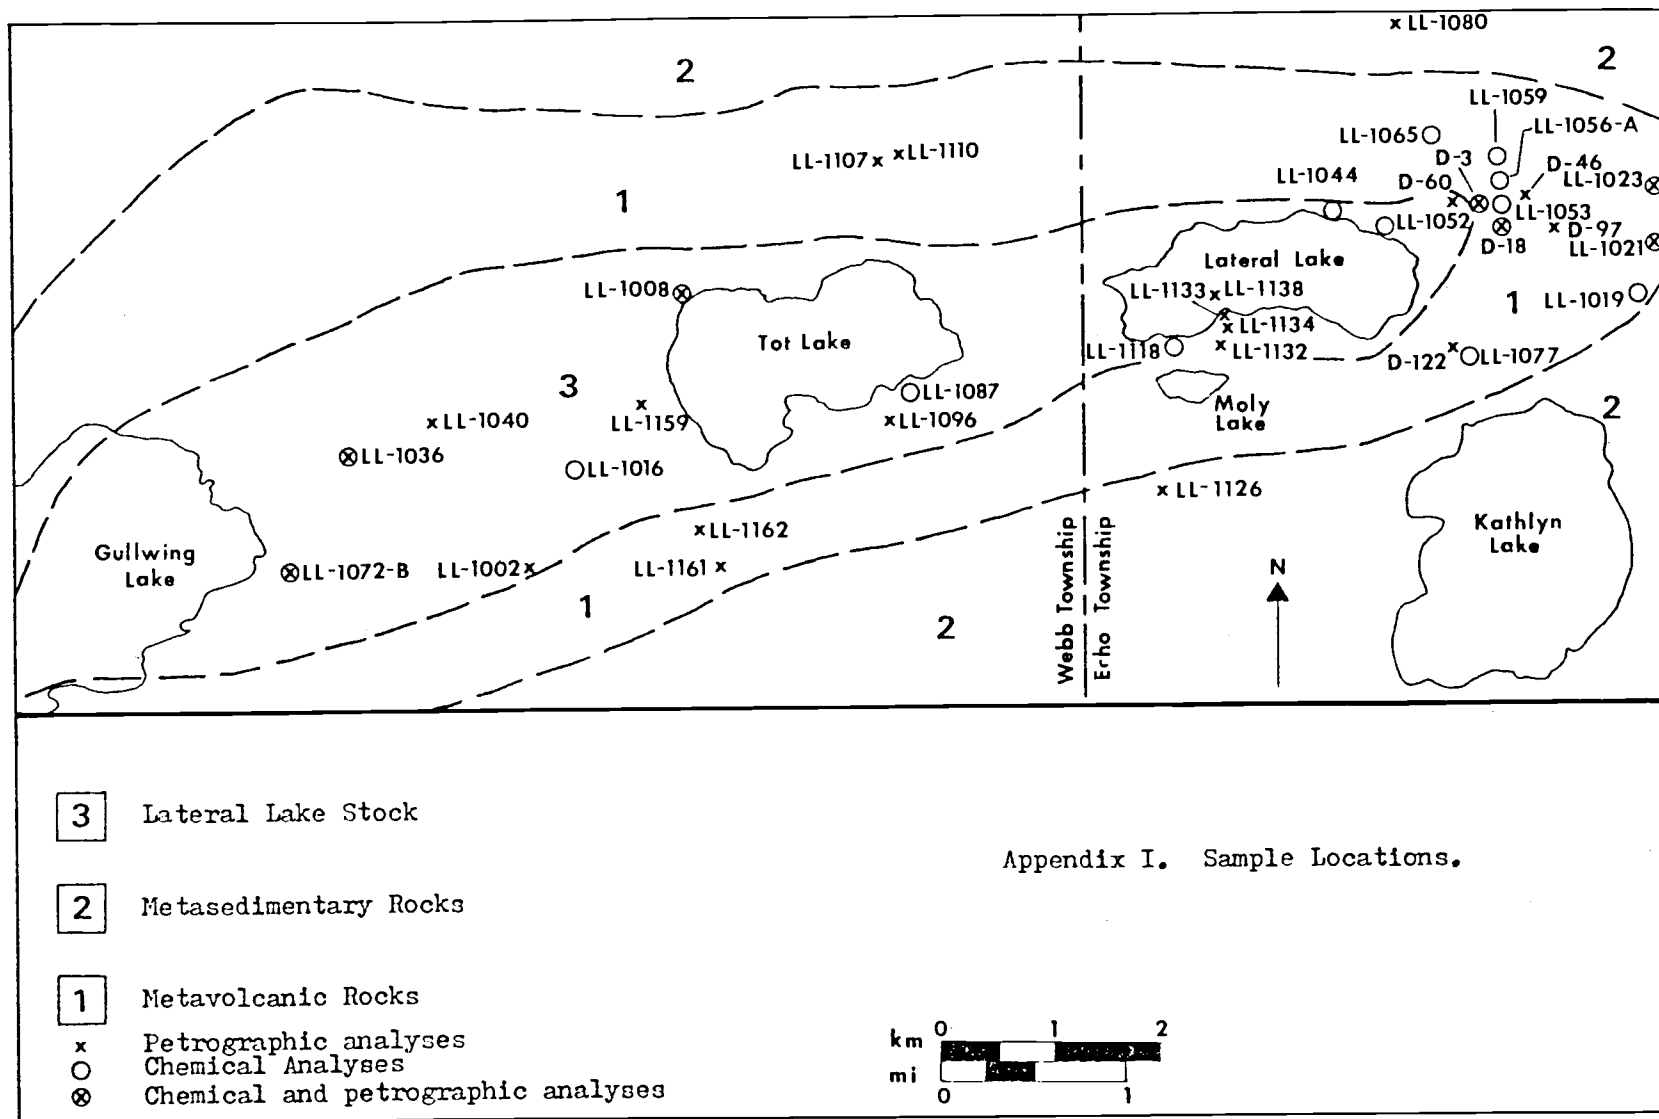 ×LL-1080
2
2
LL-1059
LL-1065
LL-1056-A
LL-1107× ×LL-1110
D-3
D-46
LL-1044
D-60
LL-1023
1
LL-1052
LL-1053
D-97
D-18
LL-1021
Lateral Lake
LL-1008
LL-1133
LL-1138
LL-1019
1
LL-1134
Tot Lake
LL-1118
LL-1132
D-122
LL-1077
3
LL-1087
Moly
Lake
2
LL-1040
LL-1159
LL-1096
LL-1036
LL-1016
LL-1126
LL-1162
Kathlyn
Lake
Gullwing
Lake
Webb Township
Erho Township
LL-1072-B
LL-1002×
LL-1161 ×
N
1
2
3 Lateral Lake Stock
Appendix I. Sample Locations.
2 Metasedimentary Rocks
1 Metavolcanic Rocks
x Petrographic analyses
Chemical Analyses
Chemical and petrographic analyses
km 0 1 2
mi 0 1